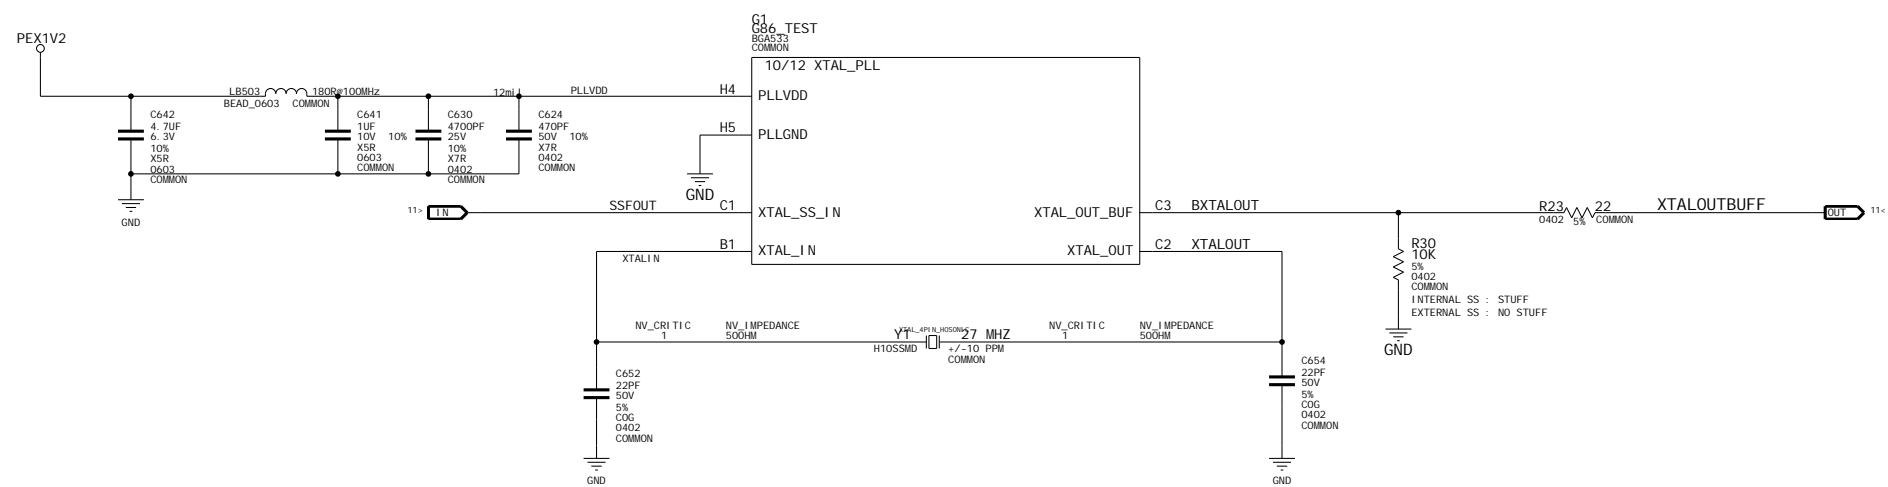 G1
G86_TEST
BGA533
COMMON
PEX1V2
10/12 XTAL_PLL
LB503 180R@100MHz
BEAD_0603 COMMON
12mil
PLLVDD
H4
PLLVDD
C642
4.7UF
6.3V
10%
X5R
0603
COMMON
C641
1UF
10V 10%
X5R
0603
COMMON
C630
4700PF
25V
10%
X7R
0402
COMMON
C624
470PF
50V 10%
X7R
0402
COMMON
H5
PLLGND
GND
GND
11>
IN
SSFOUT
C1
XTAL_SS_IN
XTAL_OUT_BUF
C3
BXTALOUT
R23 22
0402 5% COMMON
XTALOUTBUFF
OUT
11<
B1
XTAL_IN
XTALIN
XTAL_OUT
C2
XTALOUT
R30
10K
5%
0402
COMMON
INTERNAL SS : STUFF
EXTERNAL SS : NO STUFF
GND
NV_CRITIC
1
NV_IMPEDANCE
50OHM
Y1
27 MHZ
H10SSMD
+/-10 PPM
COMMON
NV_CRITIC
1
NV_IMPEDANCE
50OHM
C652
22PF
50V
5%
COG
0402
COMMON
GND
C654
22PF
50V
5%
COG
0402
COMMON
GND